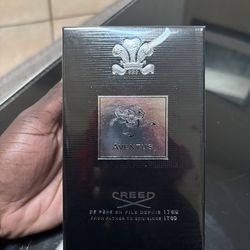 AVENTUS
CREED
DE PÈRE EN FILS DEPUIS 1760
FROM FATHER TO SON SINCE 1760